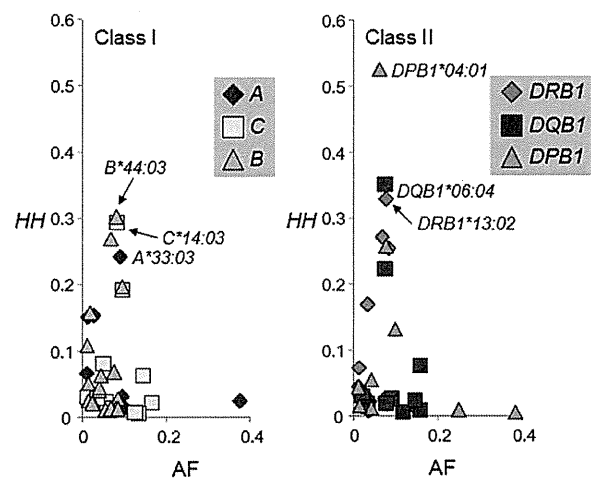 Class I
0.6
0.5
0.4
0.3
0.2
0.1
0
HH
A
C
B
B*44:03
C*14:03
A*33:03
0
0.2
0.4
AF
Class II
0.6
0.5
0.4
0.3
0.2
0.1
0
HH
DPB1*04:01
DRB1
DQB1
DPB1
DQB1*06:04
DRB1*13:02
0
0.2
0.4
AF